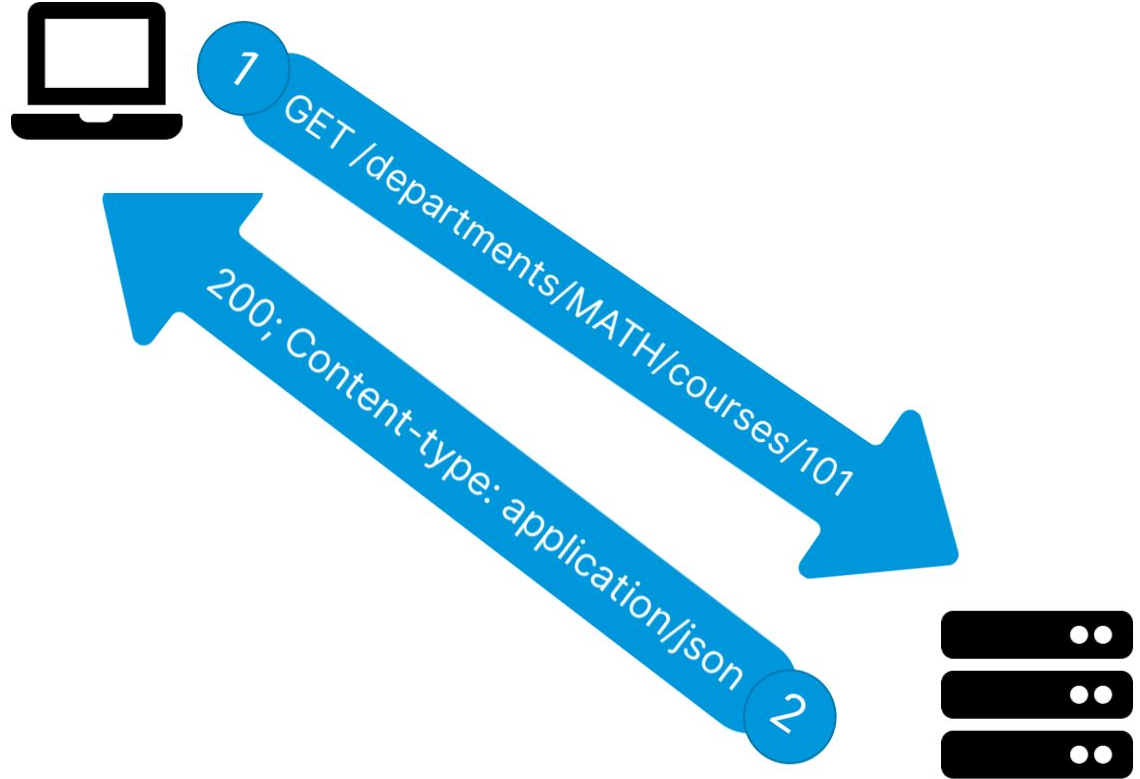 1
GET /departments/MATH/courses/101
200; Content-type: application/json
2